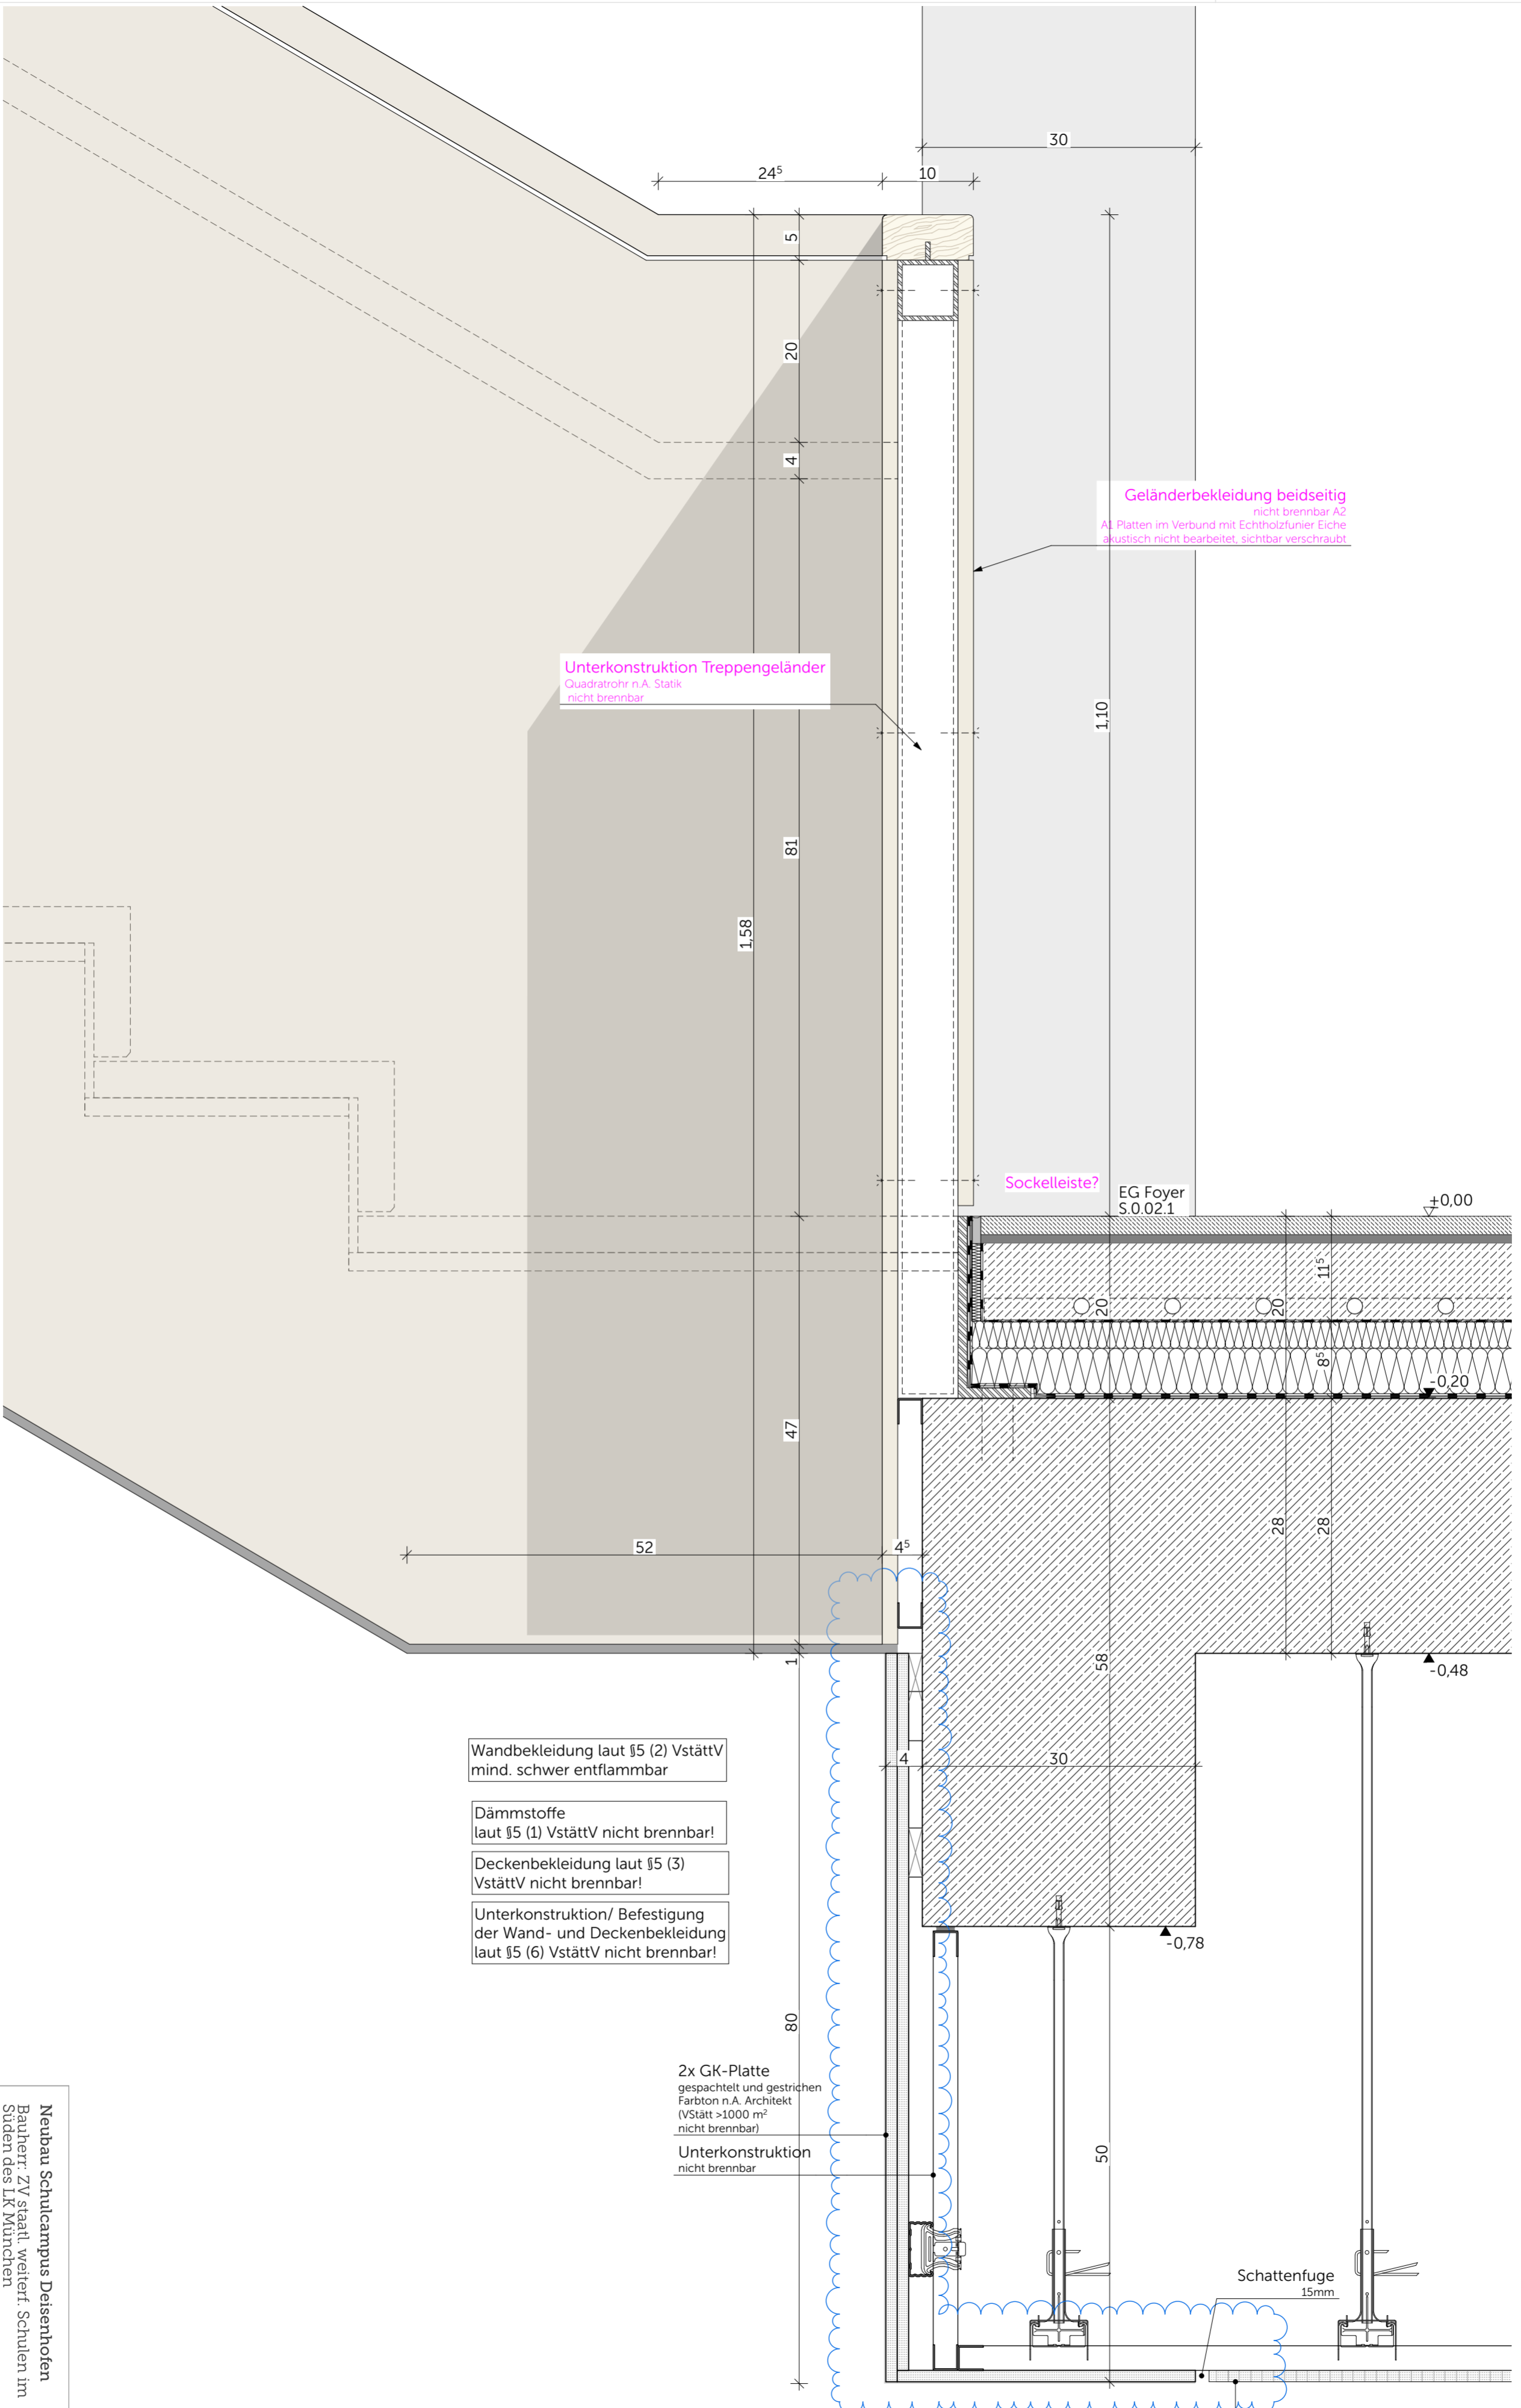 30
24⁵
10
5
20
4
Geländerbekleidung beidseitig
nicht brennbar A2
A1 Platten im Verbund mit Echtholzfunier Eiche
akustisch nicht bearbeitet, sichtbar verschraubt
Unterkonstruktion Treppengeländer
Quadratrohr n.A. Statik
nicht brennbar
1,10
81
1,58
Sockelleiste?
EG Foyer
S.0.02.1
±0,00
11⁵
20
20
8⁵
-0,20
47
28
28
52
4⁵
1
58
-0,48
Wandbekleidung laut §5 (2) VstättV
mind. schwer entflammbar
4
30
Dämmstoffe
laut §5 (1) VstättV nicht brennbar!
Deckenbekleidung laut §5 (3)
VstättV nicht brennbar!
Unterkonstruktion/ Befestigung
der Wand- und Deckenbekleidung
laut §5 (6) VstättV nicht brennbar!
-0,78
80
2x GK-Platte
gespachtelt und gestrichen
Farbton n.A. Architekt
(VStätt >1000 m²
nicht brennbar)
Unterkonstruktion
nicht brennbar
50
Schattenfuge
15mm
Neubau Schulcampus Deisenhofen
Bauherr: ZV staatl. weiterf. Schulen im
Süden des LK München